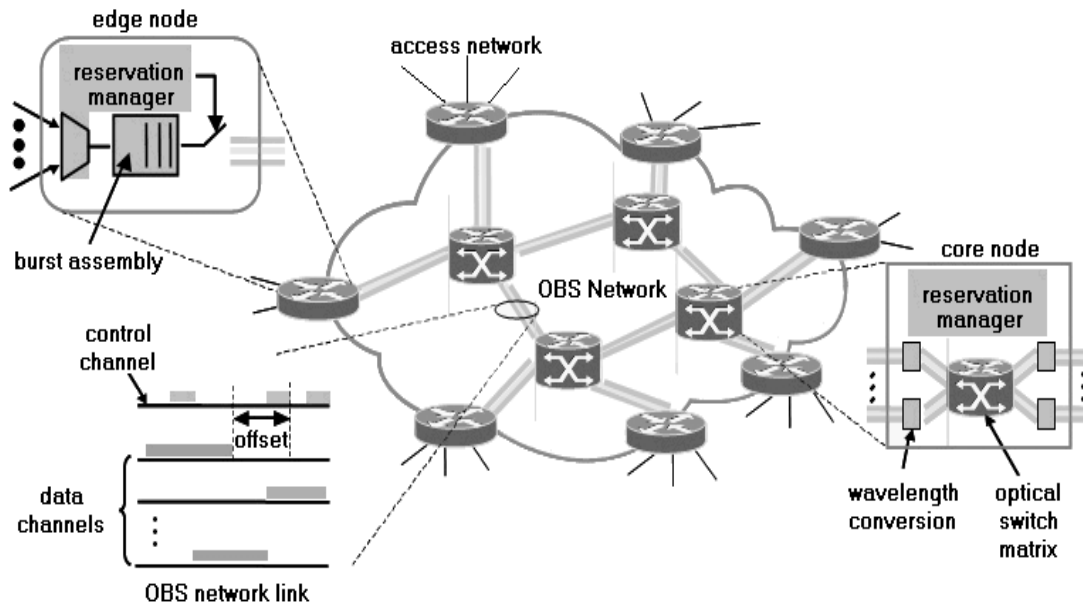 edge node
reservation
manager
burst assembly
access network
OBS Network
core node
reservation
manager
wavelength
conversion
optical
switch
matrix
control
channel
offset
data
channels
OBS network link